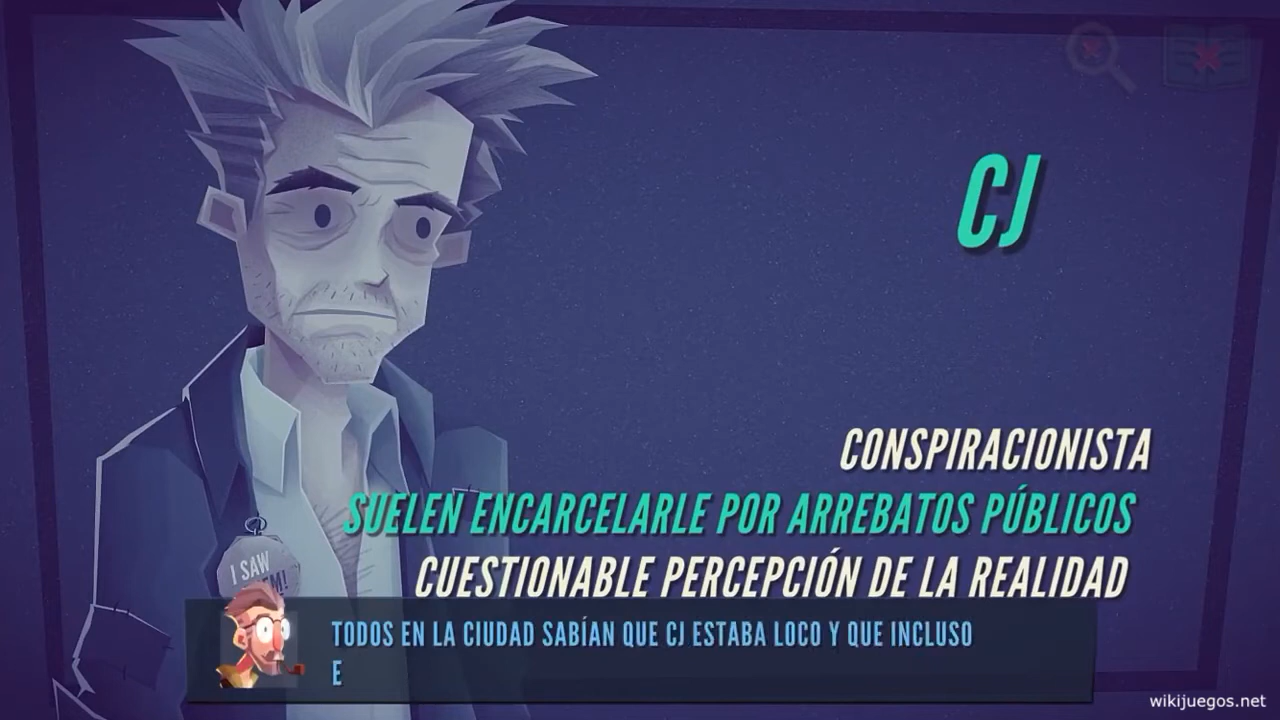 CJ
CONSPIRACIONISTA
SUELEN ENCARCELARLE POR ARREBATOS PÚBLICOS
CUESTIONABLE PERCEPCIÓN DE LA REALIDAD
I SAW
TODOS EN LA CIUDAD SABÍAN QUE CJ ESTABA LOCO Y QUE INCLUSO
E
wikijuegos.net